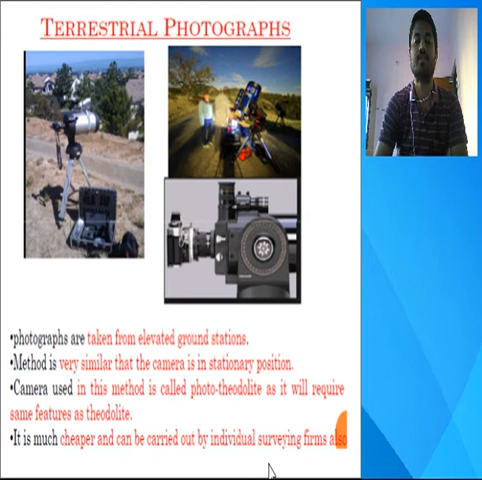 TERRESTRIAL PHOTOGRAPHS
•photographs are taken from elevated ground stations.
•Method is very similar that the camera is in stationary position.
•Camera used in this method is called photo-theodolite as it will require
same features as theodolite.
•It is much cheaper and can be carried out by individual surveying firms also